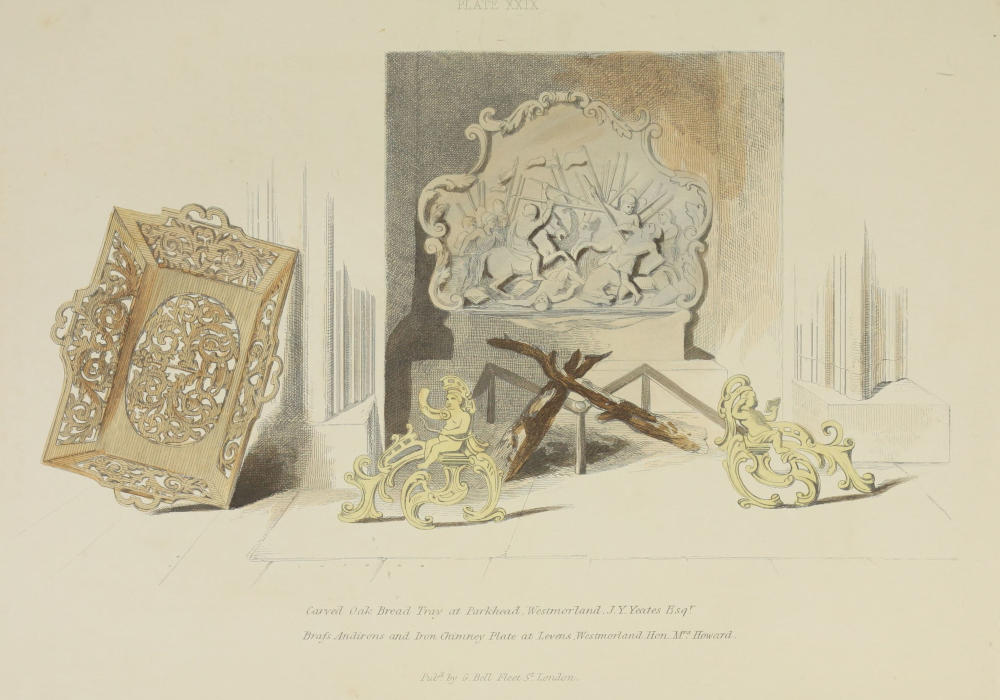 PLATE XXIX
Carved Oak Bread Tray at Parkhead, Westmorland, J. Y. Yeates Esqr
Braſs Andirons and Iron Chimney Plate at Levens, Westmorland Hon. Mrs Howard.
Pubd by G. Bell Fleet St London.